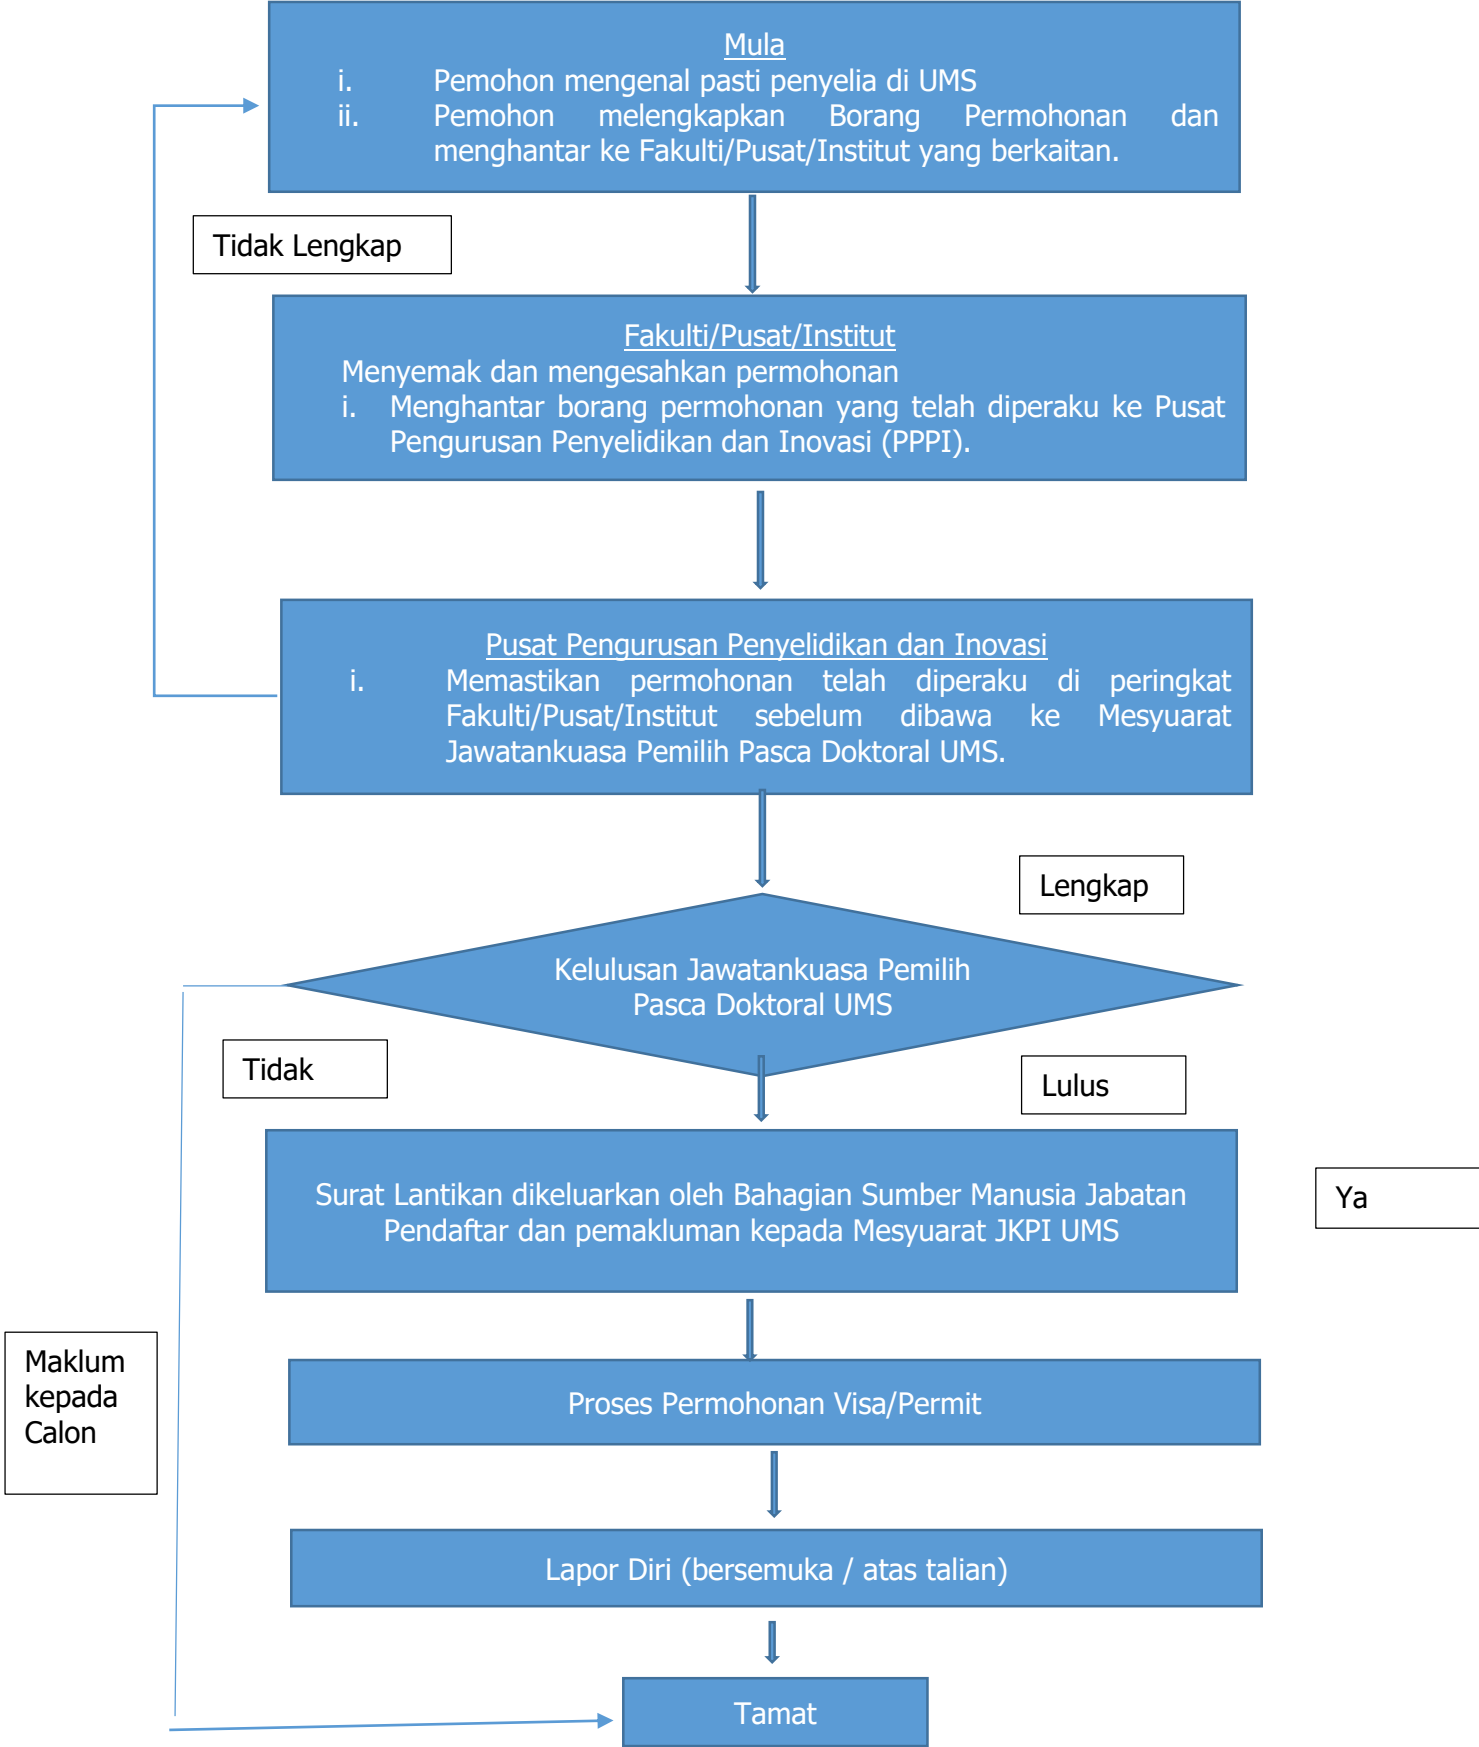 Mula
i. Pemohon mengenal pasti penyelia di UMS
ii. Pemohon melengkapkan Borang Permohonan dan
menghantar ke Fakulti/Pusat/Institut yang berkaitan.
Tidak Lengkap
Fakulti/Pusat/Institut
Menyemak dan mengesahkan permohonan
i. Menghantar borang permohonan yang telah diperaku ke Pusat
Pengurusan Penyelidikan dan Inovasi (PPPI).
Pusat Pengurusan Penyelidikan dan Inovasi
i. Memastikan permohonan telah diperaku di peringkat
Fakulti/Pusat/Institut sebelum dibawa ke Mesyuarat
Jawatankuasa Pemilih Pasca Doktoral UMS.
Lengkap
Kelulusan Jawatankuasa Pemilih
Pasca Doktoral UMS
Tidak
Lulus
Surat Lantikan dikeluarkan oleh Bahagian Sumber Manusia Jabatan
Pendaftar dan pemakluman kepada Mesyuarat JKPI UMS
Ya
Maklum
kepada
Calon
Proses Permohonan Visa/Permit
Lapor Diri (bersemuka / atas talian)
Tamat